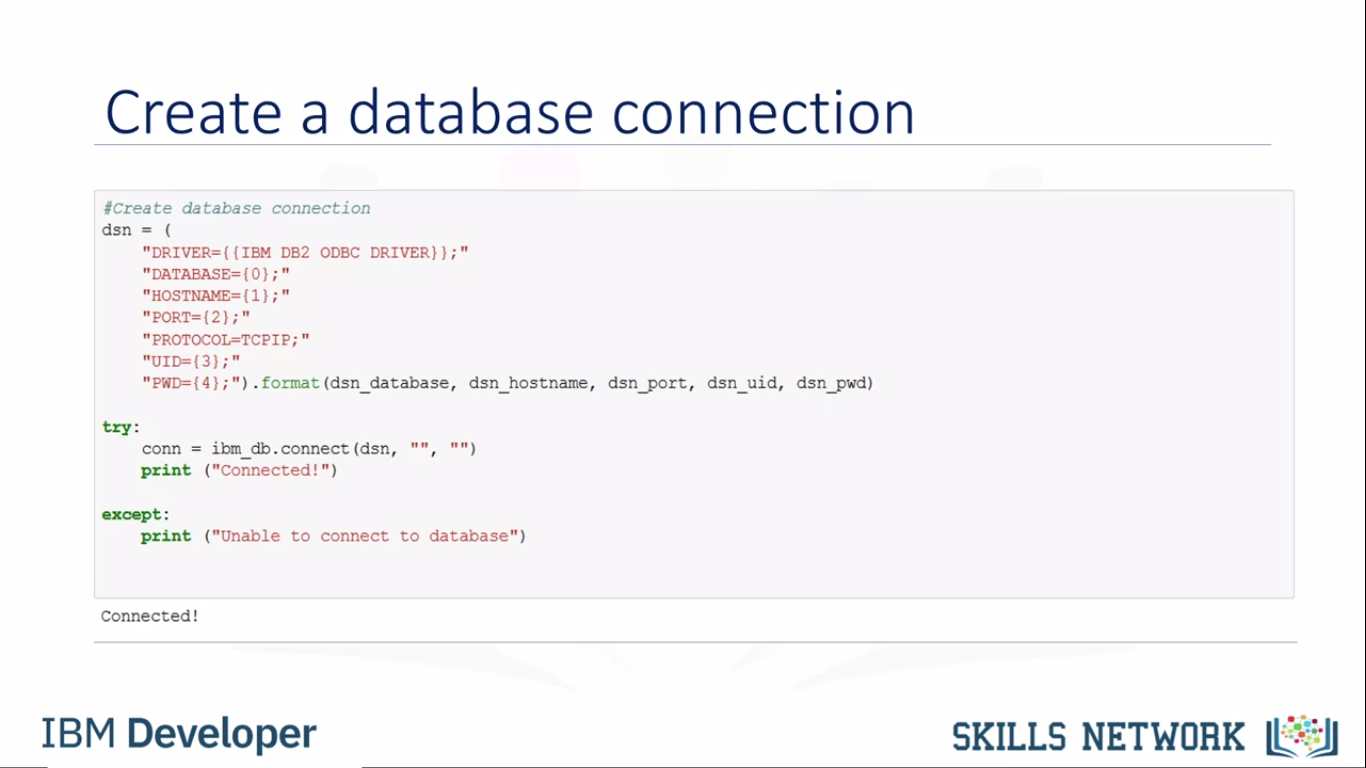 Create a database connection
#Create database connection
dsn = (
    "DRIVER={{IBM DB2 ODBC DRIVER}};"
    "DATABASE={0};"
    "HOSTNAME={1};"
    "PORT={2};"
    "PROTOCOL=TCPIP;"
    "UID={3};"
    "PWD={4};").format(dsn_database, dsn_hostname, dsn_port, dsn_uid, dsn_pwd)
try:
    conn = ibm_db.connect(dsn, "", "")
    print ("Connected!")
except:
    print ("Unable to connect to database")
Connected!
IBM Developer
SKILLS NETWORK